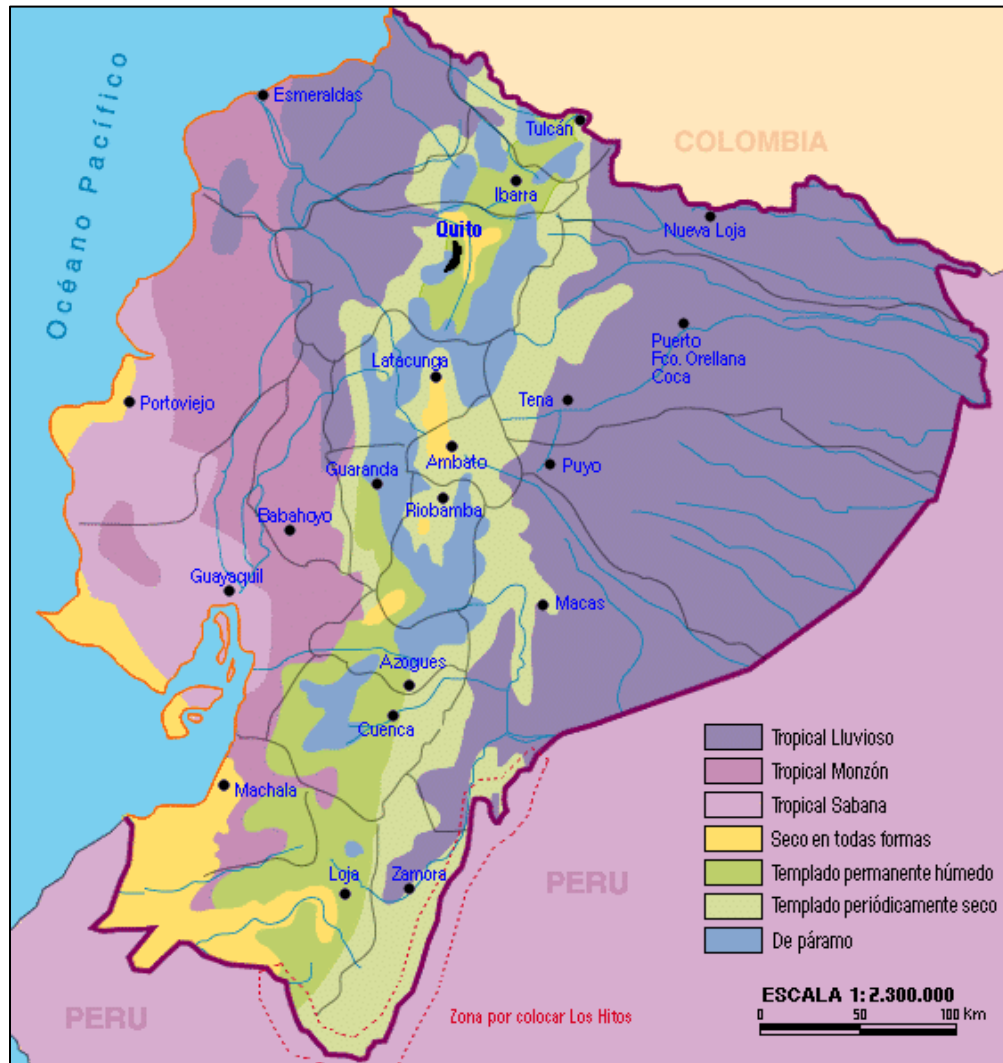 Océano Pacífico
COLOMBIA
Esmeraldas
Tulcán
Ibarra
Nueva Loja
Quito
Puerto
Fco. Orellana
Coca
Latacunga
Tena
Portoviejo
Ambato
Puyo
Guaranda
Riobamba
Babahoyo
Guayaquil
Macas
Azogues
Cuenca
Machala
Loja
Zamora
PERU
PERU
Zona por colocar Los Hitos
Tropical Lluvioso
Tropical Monzón
Tropical Sabana
Seco en todas formas
Templado permanente húmedo
Templado periódicamente seco
De páramo
ESCALA 1:2.300.000
0 50 100 Km